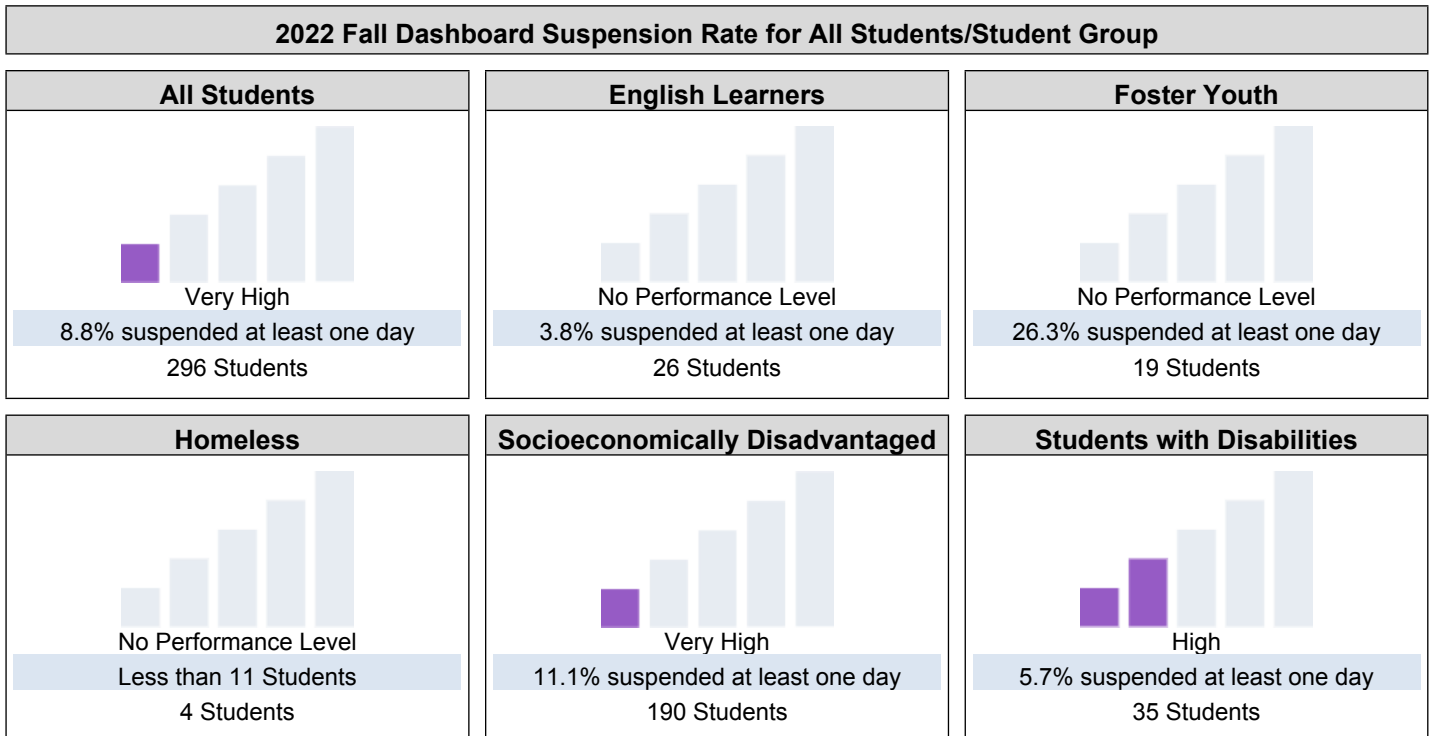 2022 Fall Dashboard Suspension Rate for All Students/Student Group
All Students
Very High
8.8% suspended at least one day
296 Students
English Learners
No Performance Level
3.8% suspended at least one day
26 Students
Foster Youth
No Performance Level
26.3% suspended at least one day
19 Students
Homeless
No Performance Level
Less than 11 Students
4 Students
Socioeconomically Disadvantaged
Very High
11.1% suspended at least one day
190 Students
Students with Disabilities
High
5.7% suspended at least one day
35 Students